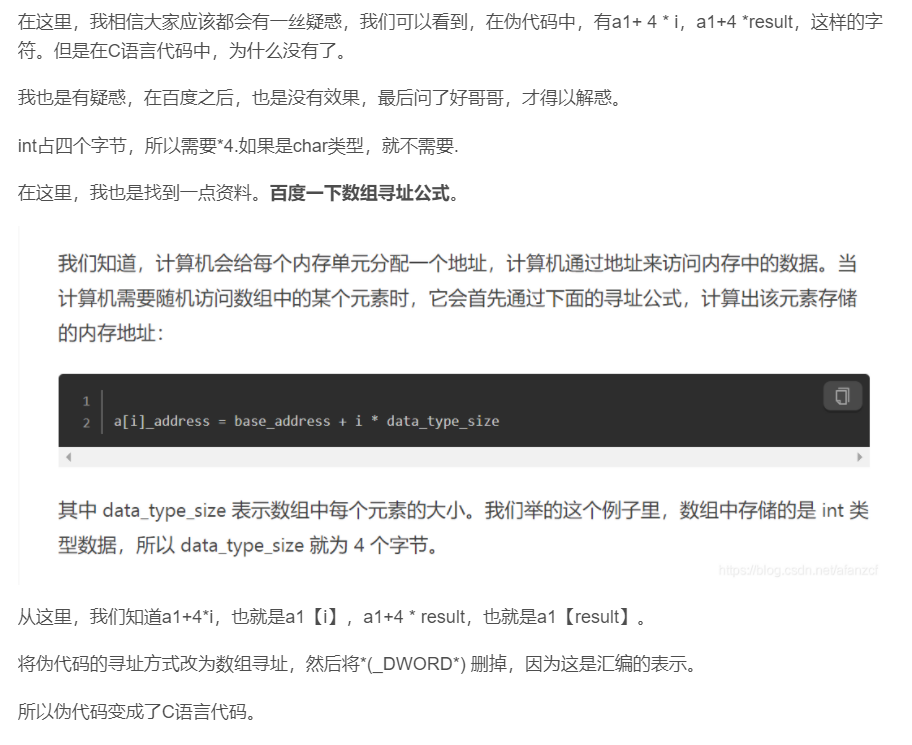 在这里，我相信大家应该都会有一丝疑惑，我们可以看到，在伪代码中，有a1+ 4 * i，a1+4 *result，这样的字
符。但是在C语言代码中，为什么没有了。
我也是有疑惑，在百度之后，也是没有效果，最后问了好哥哥，才得以解惑。
int占四个字节，所以需要*4.如果是char类型，就不需要.
在这里，我也是找到一点资料。百度一下数组寻址公式。
我们知道，计算机会给每个内存单元分配一个地址，计算机通过地址来访问内存中的数据。当
计算机需要随机访问数组中的某个元素时，它会首先通过下面的寻址公式，计算出该元素存储
的内存地址：
1
2 a[i]_address = base_address + i * data_type_size
其中 data_type_size 表示数组中每个元素的大小。我们举的这个例子里，数组中存储的是 int 类
型数据，所以 data_type_size 就为 4 个字节。
https://blog.csdn.net/afanzcf
从这里，我们知道a1+4*i，也就是a1【i】，a1+4 * result，也就是a1【result】。
将伪代码的寻址方式改为数组寻址，然后将*(_DWORD*) 删掉，因为这是汇编的表示。
所以伪代码变成了C语言代码。